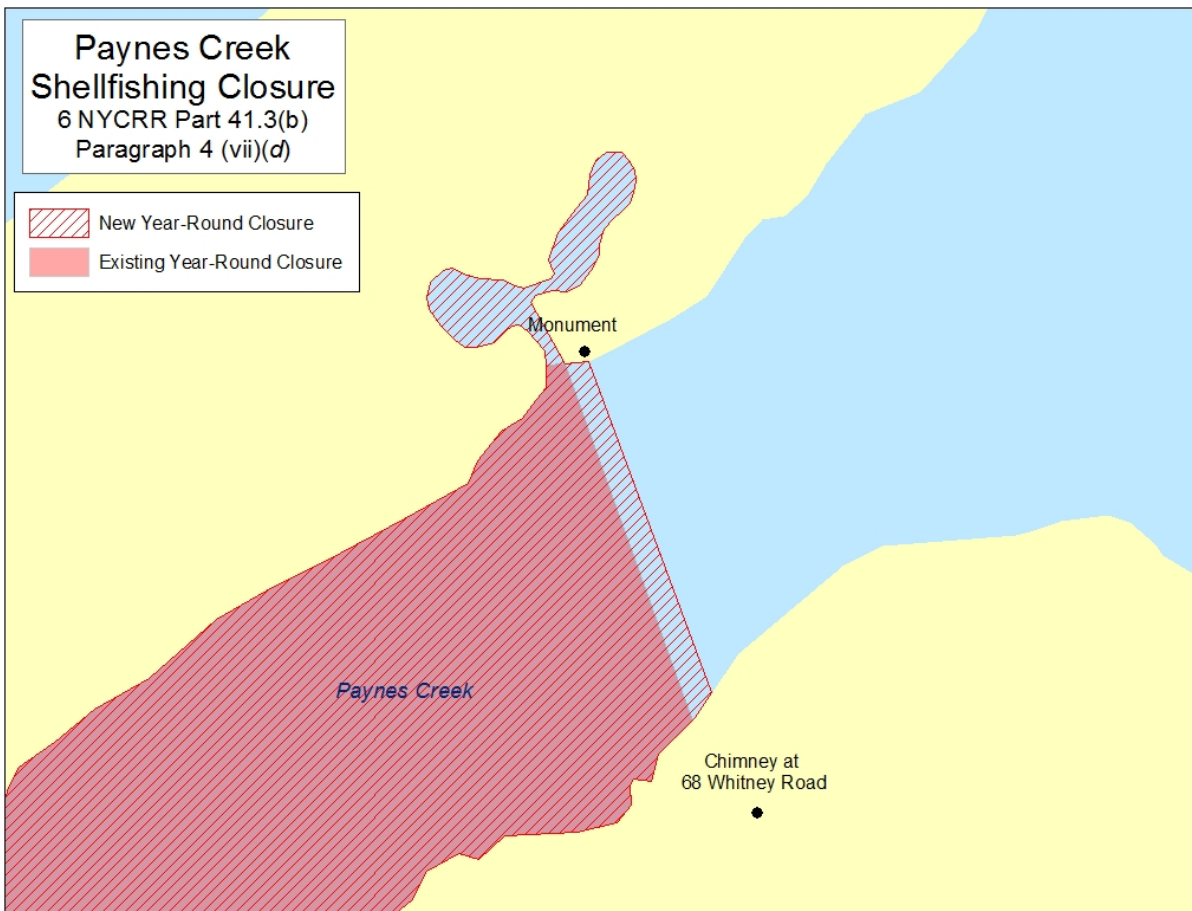 Paynes Creek
Shellfishing Closure
6 NYCRR Part 41.3(b)
Paragraph 4 (vii)(d)
New Year-Round Closure
Existing Year-Round Closure
Monument
Paynes Creek
Chimney at
68 Whitney Road